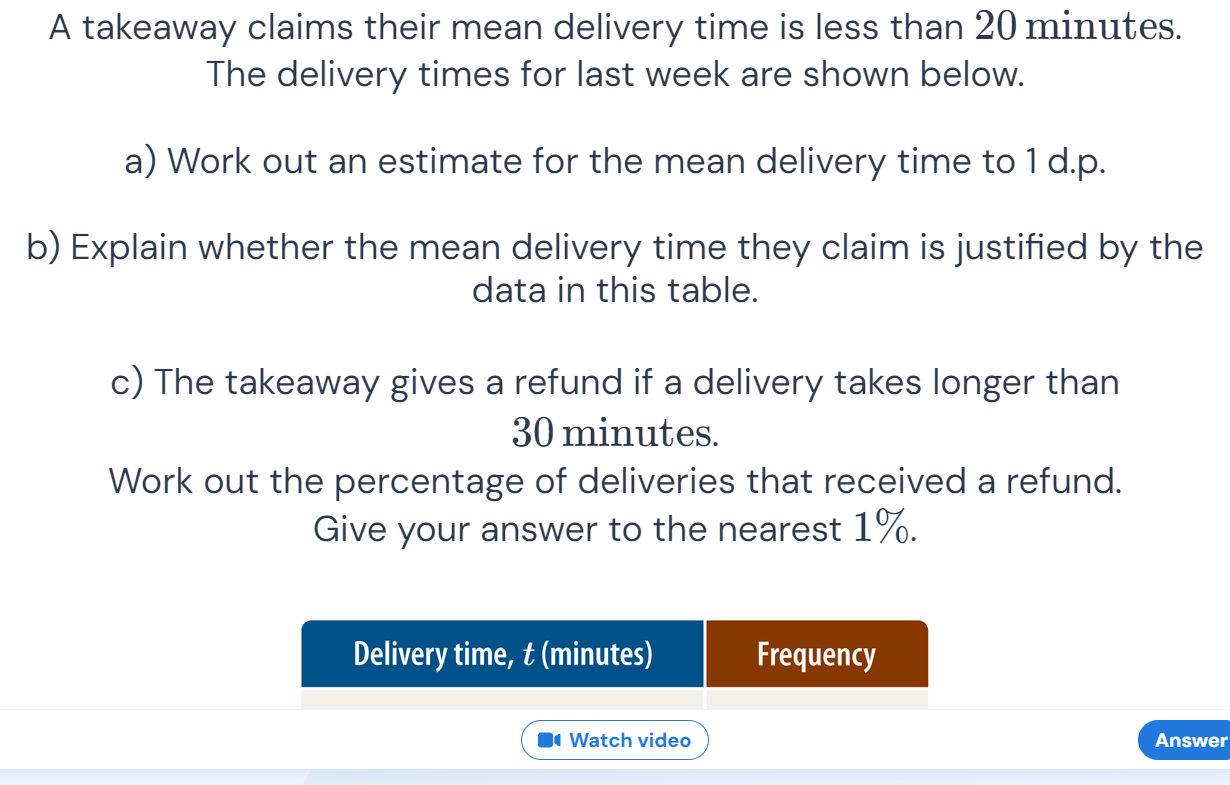 A takeaway claims their mean delivery time is less than 20 minutes.
The delivery times for last week are shown below.
a) Work out an estimate for the mean delivery time to 1 d.p.
b) Explain whether the mean delivery time they claim is justified by the
data in this table.
c) The takeaway gives a refund if a delivery takes longer than
30 minutes.
Work out the percentage of deliveries that received a refund.
Give your answer to the nearest 1%.
Delivery time, t (minutes) Frequency
Watch video Answer